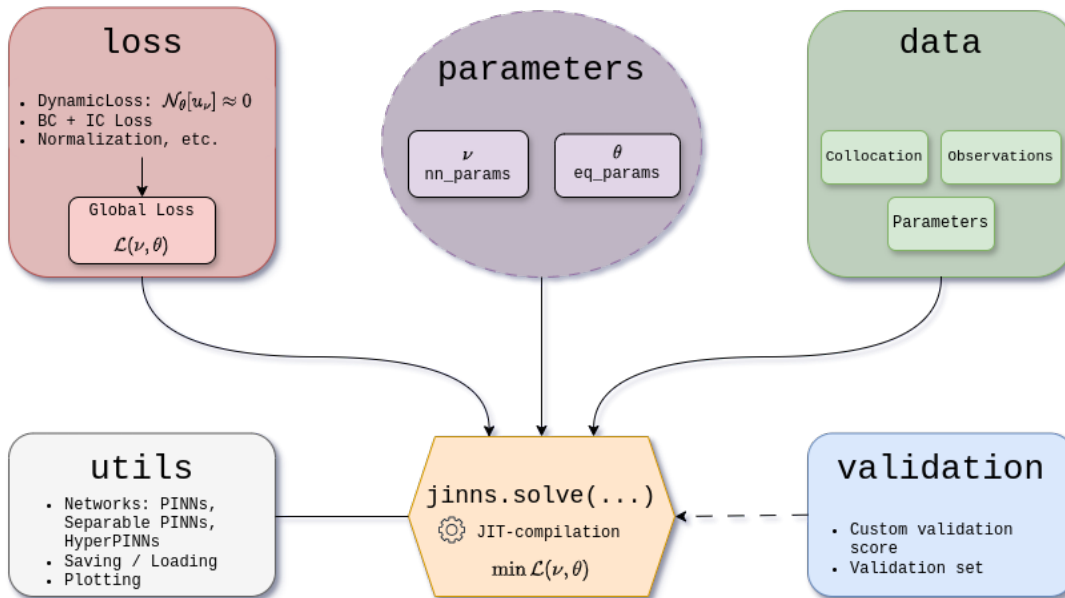 loss
• DynamicLoss: 𝒩_θ[u_ν] ≈ 0
• BC + IC Loss
• Normalization, etc.
Global Loss
ℒ(ν, θ)
parameters
ν
nn_params
θ
eq_params
data
Collocation
Observations
Parameters
utils
• Networks: PINNs,
Separable PINNs,
HyperPINNs
• Saving / Loading
• Plotting
jinns.solve(...)
JIT-compilation
min ℒ(ν, θ)
validation
• Custom validation
score
• Validation set